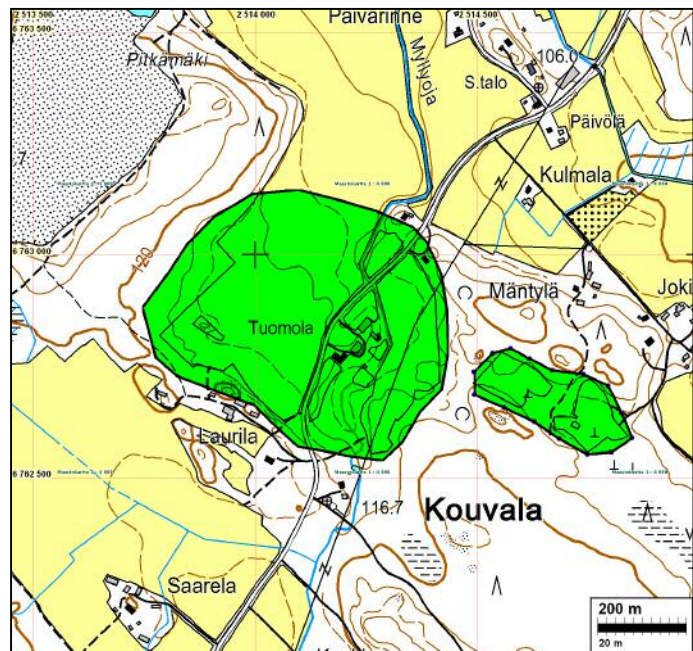 2 513 500
2 514 000
2 514 500
6 763 500
Päivärinne
Pitkämäki
Myllyoja
106.0
S.talo
Päivölä
Kulmala
6 763 000
120
Mäntylä
Joki
Tuomola
Laurila
6 762 500
116.7
Kouvala
Saarela
200 m
20 m